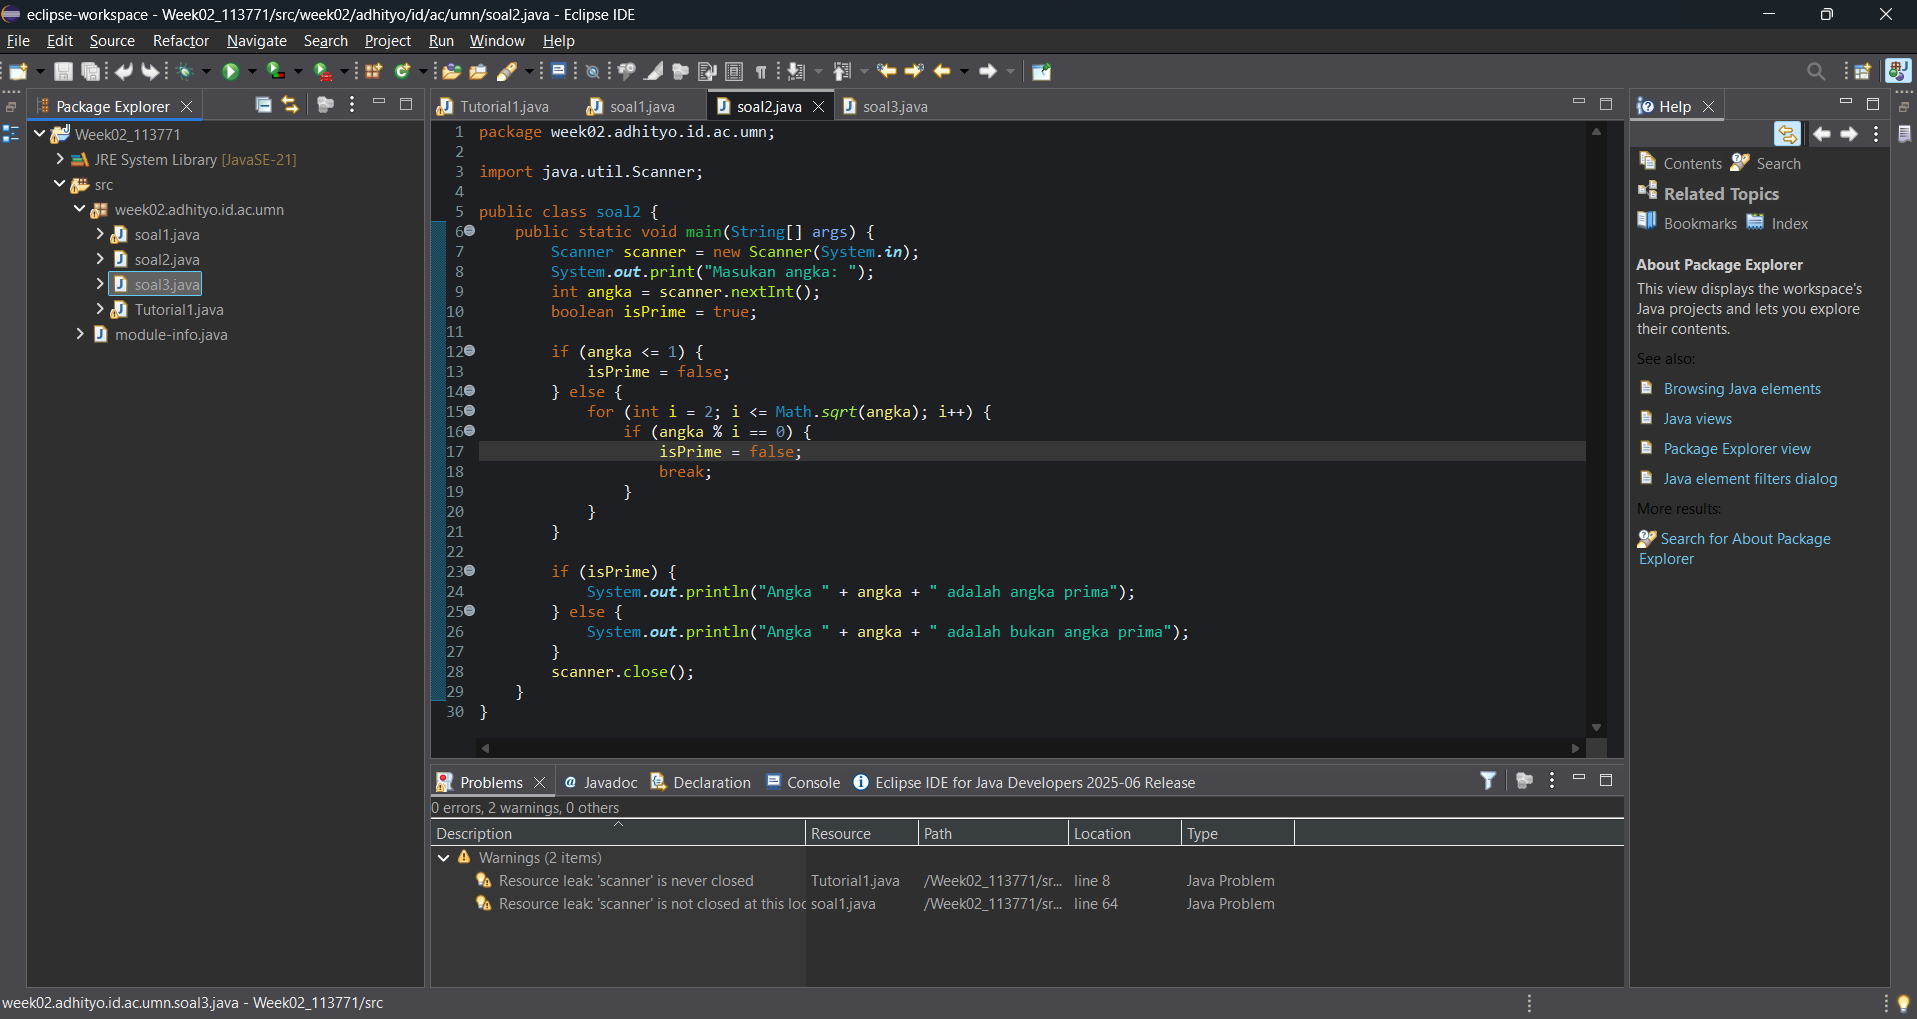 eclipse-workspace - Week02_113771/src/week02/adhityo/id/ac/umn/soal2.java - Eclipse IDE
File Edit Source Refactor Navigate Search Project Run Window Help
Package Explorer
Week02_113771
JRE System Library [JavaSE-21]
src
week02.adhityo.id.ac.umn
soal1.java
soal2.java
soal3.java
Tutorial1.java
module-info.java
Tutorial1.java soal1.java soal2.java soal3.java
1 package week02.adhityo.id.ac.umn;
2
3 import java.util.Scanner;
4
5 public class soal2 {
6 public static void main(String[] args) {
7 Scanner scanner = new Scanner(System.in);
8 System.out.print("Masukan angka: ");
9 int angka = scanner.nextInt();
10 boolean isPrime = true;
11
12 if (angka <= 1) {
13 isPrime = false;
14 } else {
15 for (int i = 2; i <= Math.sqrt(angka); i++) {
16 if (angka % i == 0) {
17 isPrime = false;
18 break;
19 }
20 }
21 }
22
23 if (isPrime) {
24 System.out.println("Angka " + angka + " adalah angka prima");
25 } else {
26 System.out.println("Angka " + angka + " adalah bukan angka prima");
27 }
28 scanner.close();
29 }
30 }
Problems Javadoc Declaration Console Eclipse IDE for Java Developers 2025-06 Release
0 errors, 2 warnings, 0 others
Description Resource Path Location Type
Warnings (2 items)
Resource leak: 'scanner' is never closed Tutorial1.java /Week02_113771/sr... line 8 Java Problem
Resource leak: 'scanner' is not closed at this loc soal1.java /Week02_113771/sr... line 64 Java Problem
Help
Contents Search
Related Topics
Bookmarks Index
About Package Explorer
This view displays the workspace's
Java projects and lets you explore
their contents.
See also:
Browsing Java elements
Java views
Package Explorer view
Java element filters dialog
More results:
Search for About Package
Explorer
week02.adhityo.id.ac.umn.soal3.java - Week02_113771/src